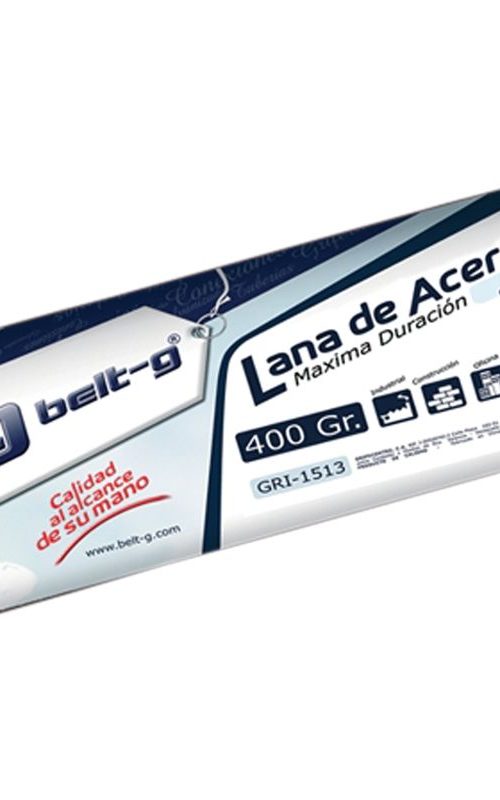 belt-g®
Calidad
al alcance
de su mano
www.belt-g.com
Lana de Acer
Maxima Duración
400 Gr.
GRI-1513
Industrial
Construcción